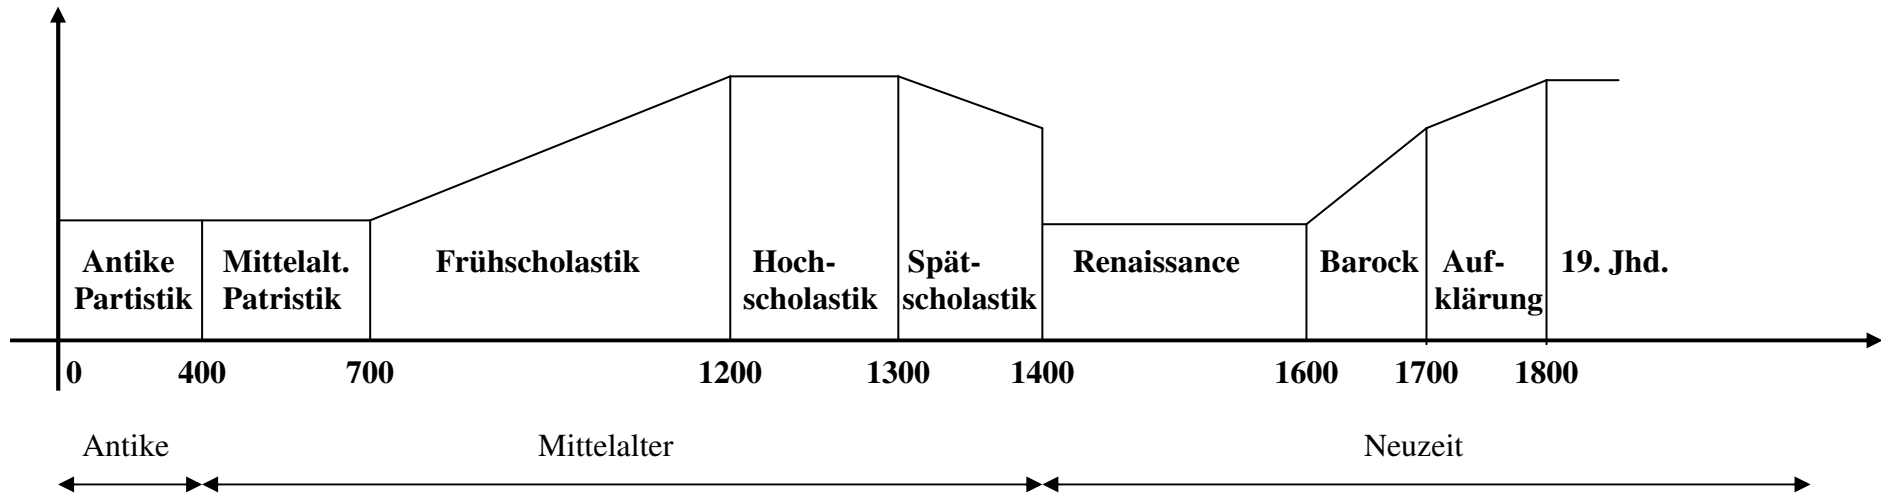 Antike Mittelalt. Frühscholastik Hoch- Spät- Renaissance Barock Auf- 19. Jhd.
Partistik Patristik scholastik scholastik klärung
0 400 700 1200 1300 1400 1600 1700 1800
Antike Mittelalter Neuzeit